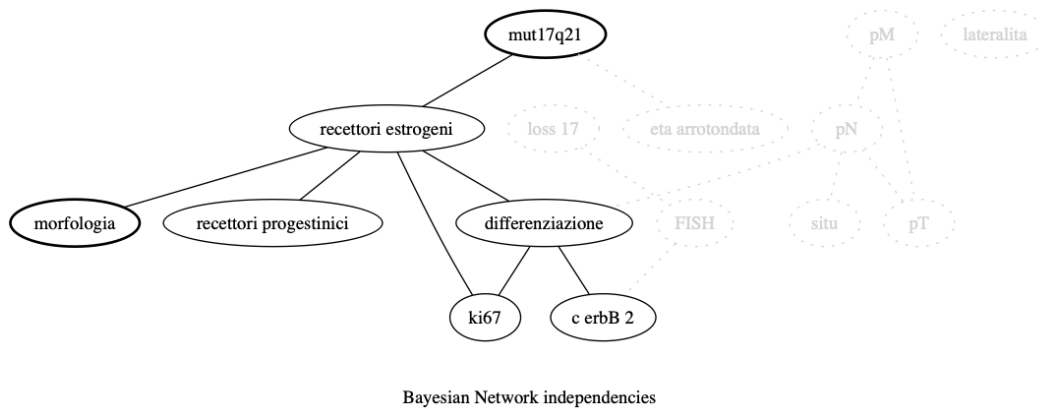 mut17q21
pM
lateralita
recettori estrogeni
loss 17
eta arrotondata
pN
morfologia
recettori progestinici
differenziazione
FISH
situ
pT
ki67
c erbB 2
Bayesian Network independencies